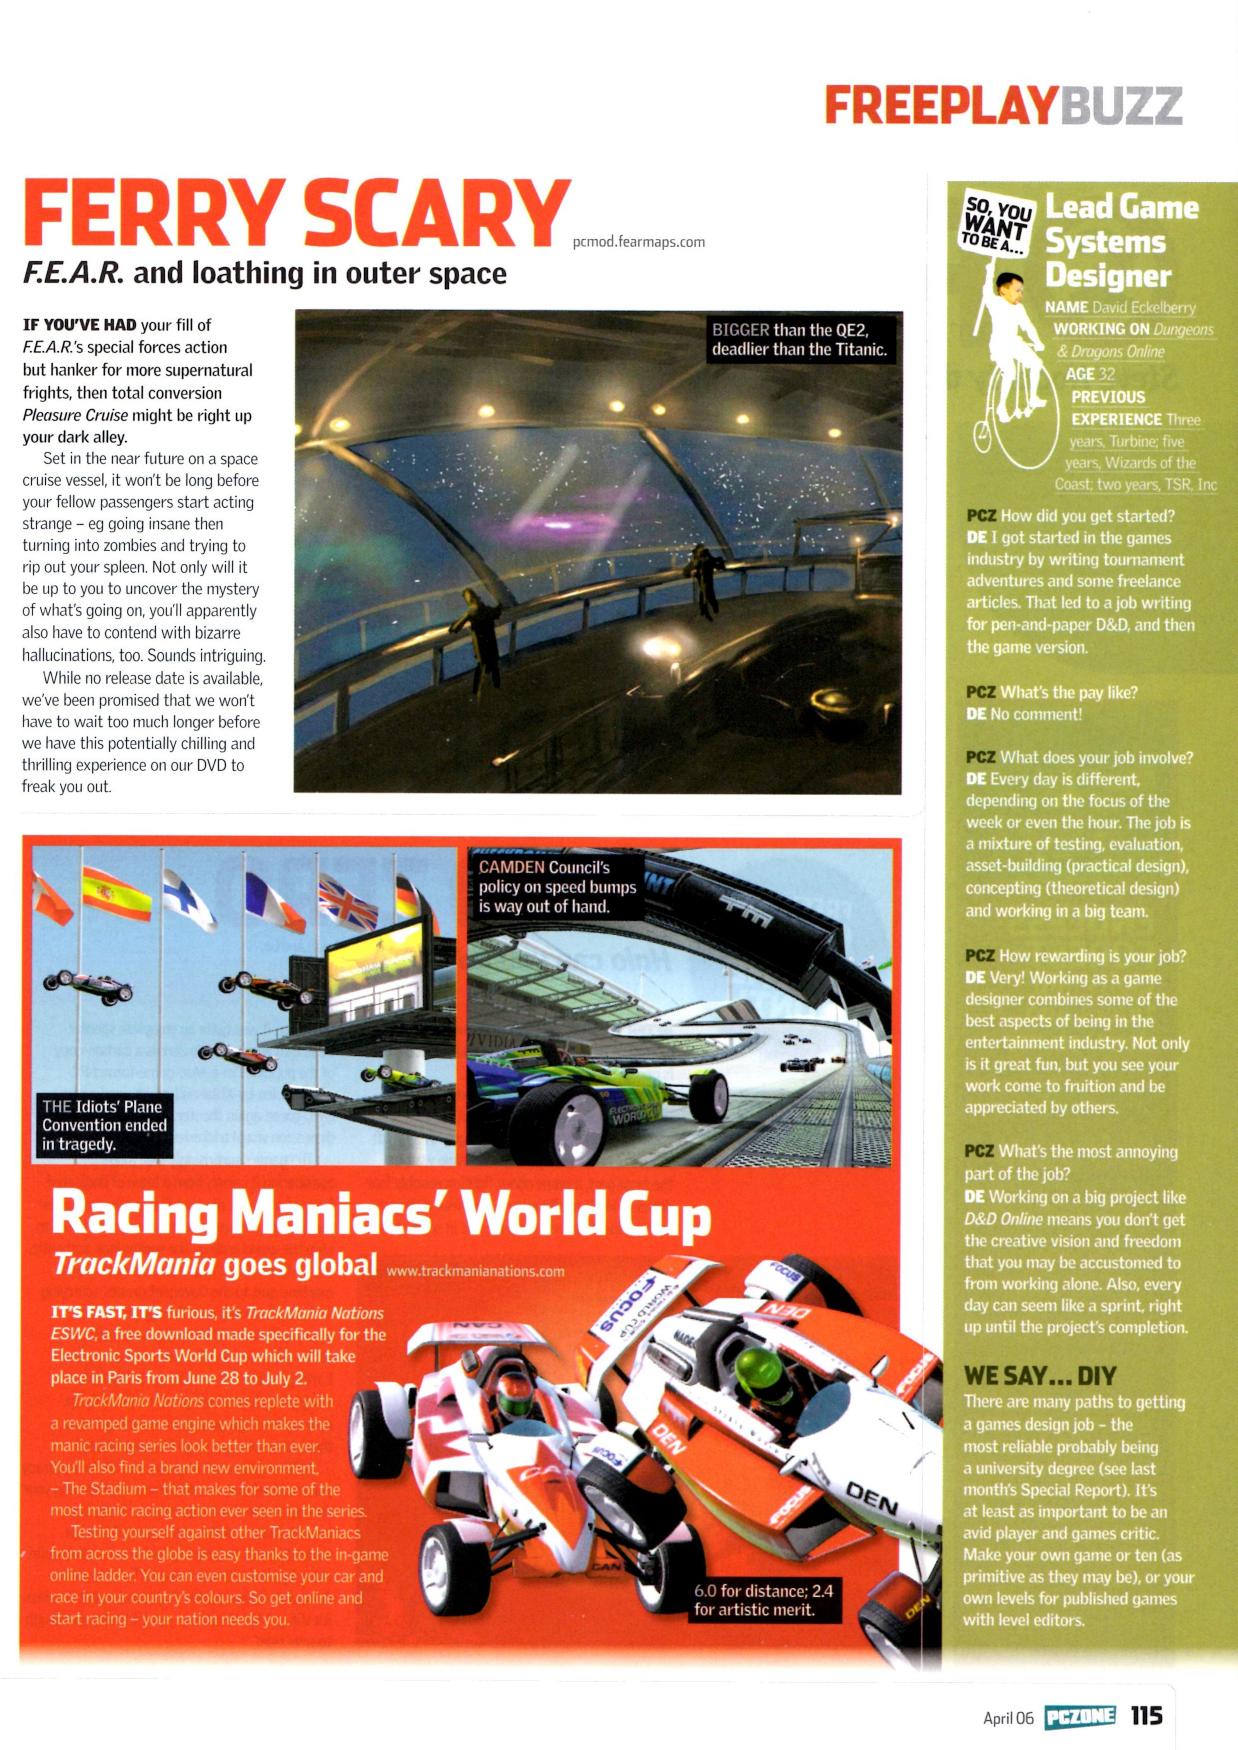 FREEPLAYBUZZ
FERRY SCARY
pcmod.fearmaps.com
F.E.A.R. and loathing in outer space
IF YOU'VE HAD your fill of
F.E.A.R.'s special forces action
but hanker for more supernatural
frights, then total conversion
Pleasure Cruise might be right up
your dark alley.
Set in the near future on a space
cruise vessel, it won't be long before
your fellow passengers start acting
strange – eg going insane then
turning into zombies and trying to
rip out your spleen. Not only will it
be up to you to uncover the mystery
of what's going on, you'll apparently
also have to contend with bizarre
hallucinations, too. Sounds intriguing.
While no release date is available,
we've been promised that we won't
have to wait too much longer before
we have this potentially chilling and
thrilling experience on our DVD to
freak you out.
BIGGER than the QE2,
deadlier than the Titanic.
THE Idiots' Plane
Convention ended
in tragedy.
CAMDEN Council's
policy on speed bumps
is way out of hand.
TM
Racing Maniacs' World Cup
TrackMania goes global
www.trackmanianations.com
IT'S FAST, IT'S furious, it's TrackMania Nations
ESWC, a free download made specifically for the
Electronic Sports World Cup which will take
place in Paris from June 28 to July 2.
TrackMania Nations comes replete with
a revamped game engine which makes the
manic racing series look better than ever.
You'll also find a brand new environment,
– The Stadium – that makes for some of the
most manic racing action ever seen in the series.
Testing yourself against other TrackManiacs
from across the globe is easy thanks to the in-game
online ladder. You can even customise your car and
race in your country's colours. So get online and
start racing – your nation needs you.
CAN
FOCUS
WORLD CUP
FOCUS
DEN
FOCUS
DEN
FOCUS
DEN
CAN
DEN
6.0 for distance; 2.4
for artistic merit.
SO, YOU
WANT
TO BE A...
Lead Game
Systems
Designer
NAME David Eckelberry
WORKING ON Dungeons
& Dragons Online
AGE 32
PREVIOUS
EXPERIENCE Three
years, Turbine; five
years, Wizards of the
Coast; two years, TSR, Inc
PCZ How did you get started?
DE I got started in the games
industry by writing tournament
adventures and some freelance
articles. That led to a job writing
for pen-and-paper D&D, and then
the game version.
PCZ What's the pay like?
DE No comment!
PCZ What does your job involve?
DE Every day is different,
depending on the focus of the
week or even the hour. The job is
a mixture of testing, evaluation,
asset-building (practical design),
concepting (theoretical design)
and working in a big team.
PCZ How rewarding is your job?
DE Very! Working as a game
designer combines some of the
best aspects of being in the
entertainment industry. Not only
is it great fun, but you see your
work come to fruition and be
appreciated by others.
PCZ What's the most annoying
part of the job?
DE Working on a big project like
D&D Online means you don't get
the creative vision and freedom
that you may be accustomed to
from working alone. Also, every
day can seem like a sprint, right
up until the project's completion.
WE SAY... DIY
There are many paths to getting
a games design job – the
most reliable probably being
a university degree (see last
month's Special Report). It's
at least as important to be an
avid player and games critic.
Make your own game or ten (as
primitive as they may be), or your
own levels for published games
with level editors.
April 06 PCZONE 115